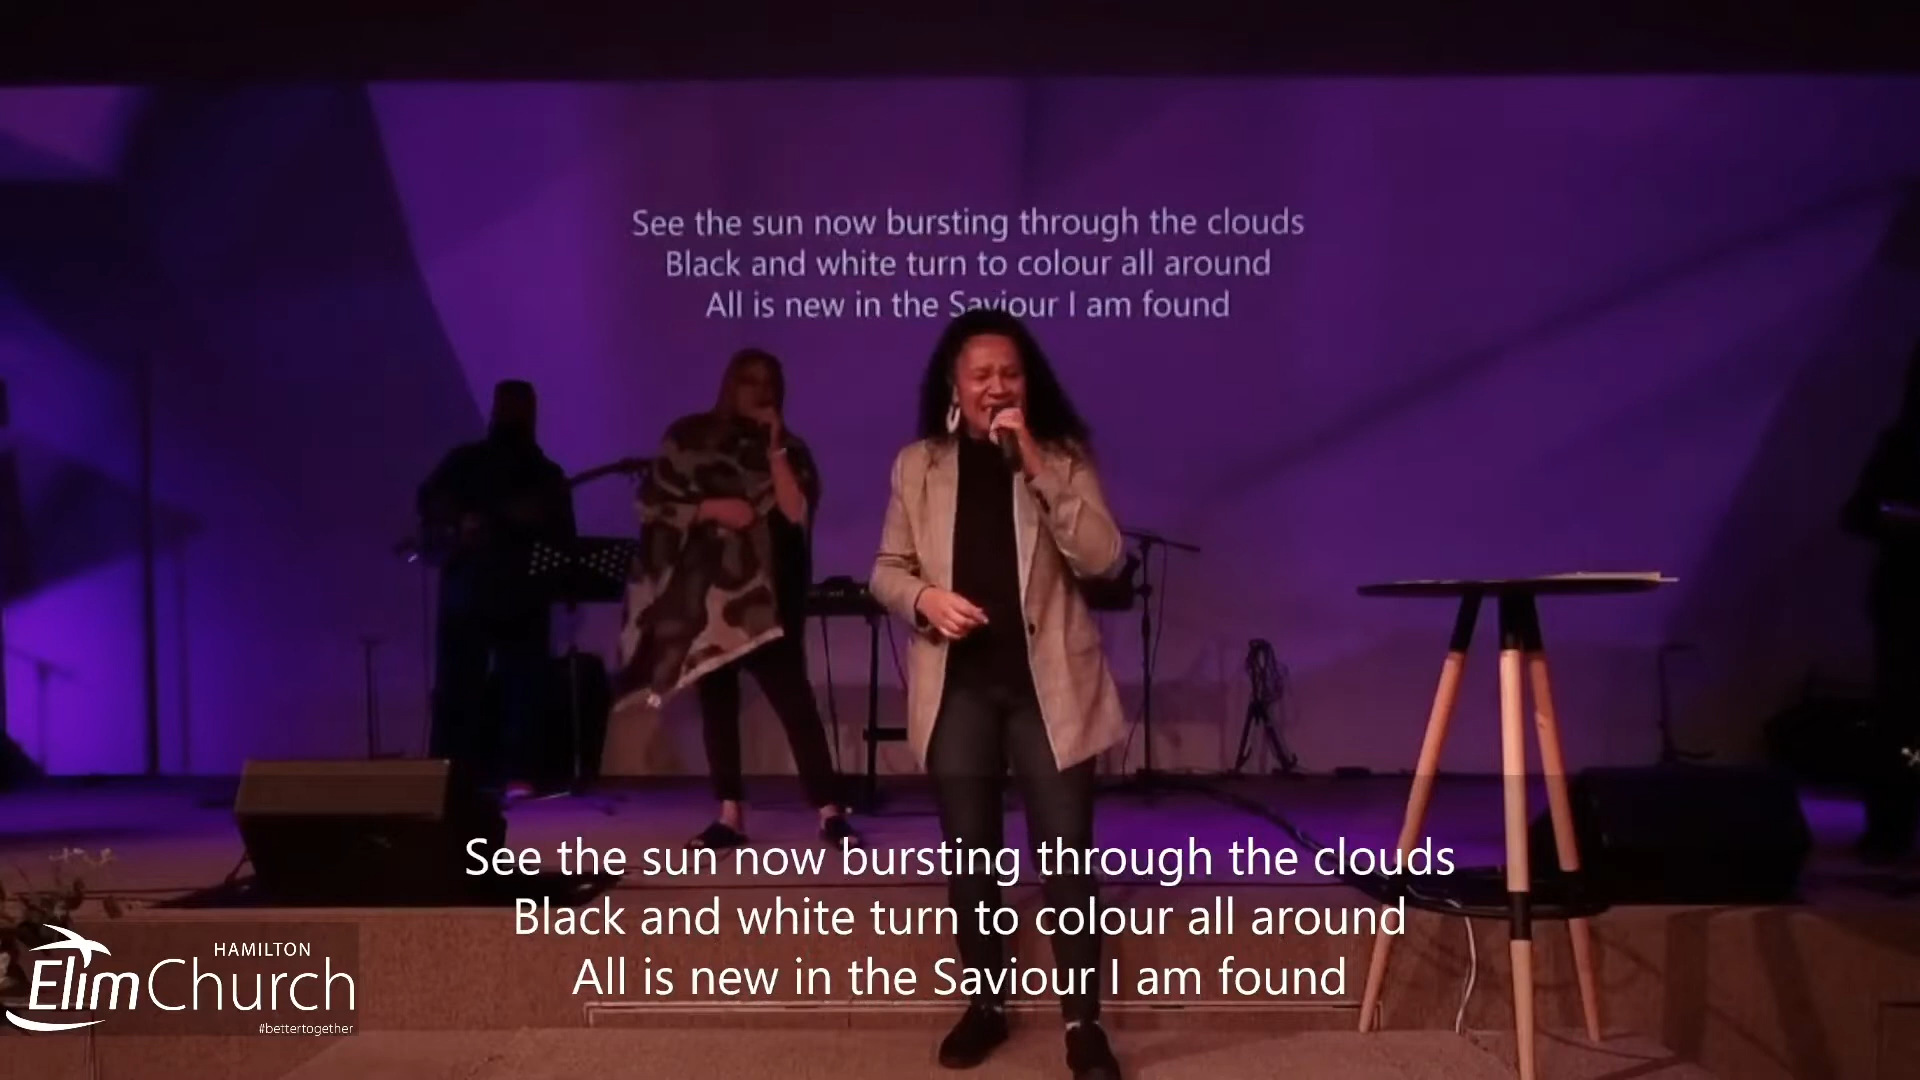 See the sun now bursting through the clouds
Black and white turn to colour all around
All is new in the Saviour I am found
See the sun now bursting through the clouds
Black and white turn to colour all around
All is new in the Saviour I am found
HAMILTON
Elim Church
#bettertogether